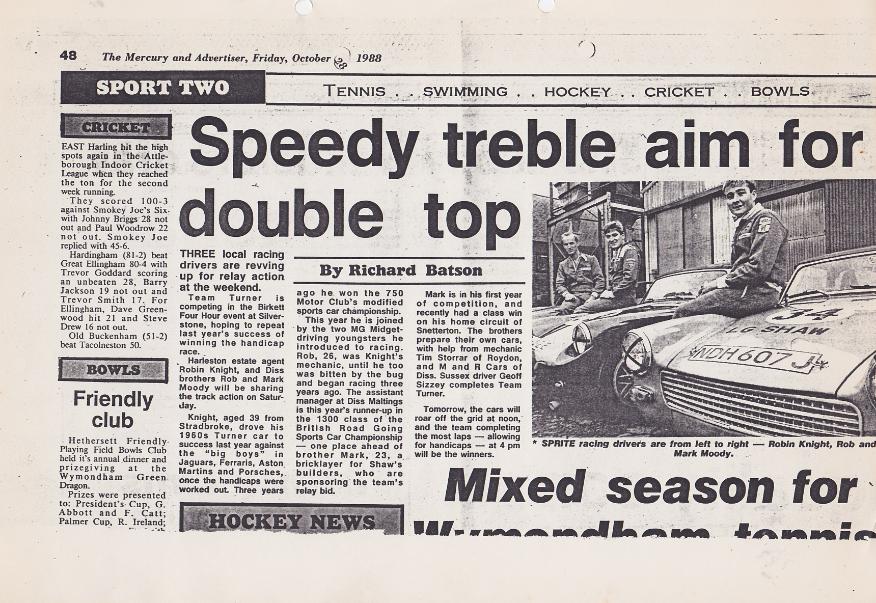 48 The Mercury and Advertiser, Friday, October 28 1988
SPORT TWO
TENNIS . . SWIMMING . . HOCKEY . . CRICKET . . BOWLS
CRICKET
EAST Harling hit the high
spots again in the Attle-
borough Indoor Cricket
League when they reached
the ton for the second
week running.
They scored 100-3
against Smokey Joe's Six
with Johnny Briggs 28 not
out and Paul Woodrow 22
not out. Smokey Joe
replied with 45-6.
Hardingham (81-2) beat
Great Ellingham 80-4 with
Trevor Goddard scoring
an unbeaten 28, Barry
Jackson 19 not out and
Trevor Smith 17. For
Ellingham, Dave Green-
wood hit 21 and Steve
Drew 16 not out.
Old Buckenham (51-2)
beat Tacolneston 50.
BOWLS
Friendly
club
Hethersett Friendly
Playing Field Bowls Club
held it's annual dinner and
prizegiving at the
Wymondham Green
Dragon.
Prizes were presented
to: President's Cup, G.
Abbott and F. Catt;
Palmer Cup, R. Ireland;
Speedy treble aim for
double top
THREE local racing
drivers are revving
up for relay action
at the weekend.
Team Turner is
competing in the Birkett
Four Hour event at Silver-
stone, hoping to repeat
last year's success of
winning the handicap
race.
Harleston estate agent
Robin Knight, and Diss
brothers Rob and Mark
Moody will be sharing
the track action on Satur-
day.
Knight, aged 39 from
Stradbroke, drove his
1960s Turner car to
success last year against
the "big boys" in
Jaguars, Ferraris, Aston
Martins and Porsches,
once the handicaps were
worked out. Three years
By Richard Batson
ago he won the 750
Motor Club's modified
sports car championship.
This year he is joined
by the two MG Midget-
driving youngsters he
introduced to racing.
Rob, 26, was Knight's
mechanic, until he too
was bitten by the bug
and began racing three
years ago. The assistant
manager at Diss Maltings
is this year's runner-up in
the 1300 class of the
British Road Going
Sports Car Championship
— one place ahead of
brother Mark, 23, a
bricklayer for Shaw's
builders, who are
sponsoring the team's
relay bid.
Mark is in his first year
of competition, and
recently had a class win
on his home circuit of
Snetterton. The brothers
prepare their own cars,
with help from mechanic
Tim Storrar of Roydon,
and M and R Cars of
Diss. Sussex driver Geoff
Sizzey completes Team
Turner.
Tomorrow, the cars will
roar off the grid at noon,
and the team completing
the most laps — allowing
for handicaps — at 4 pm
will be the winners.
J.G. SHAW
NDH 607 J
* SPRITE racing drivers are from left to right — Robin Knight, Rob and
Mark Moody.
HOCKEY NEWS
Mixed season for
Wymondham tennis